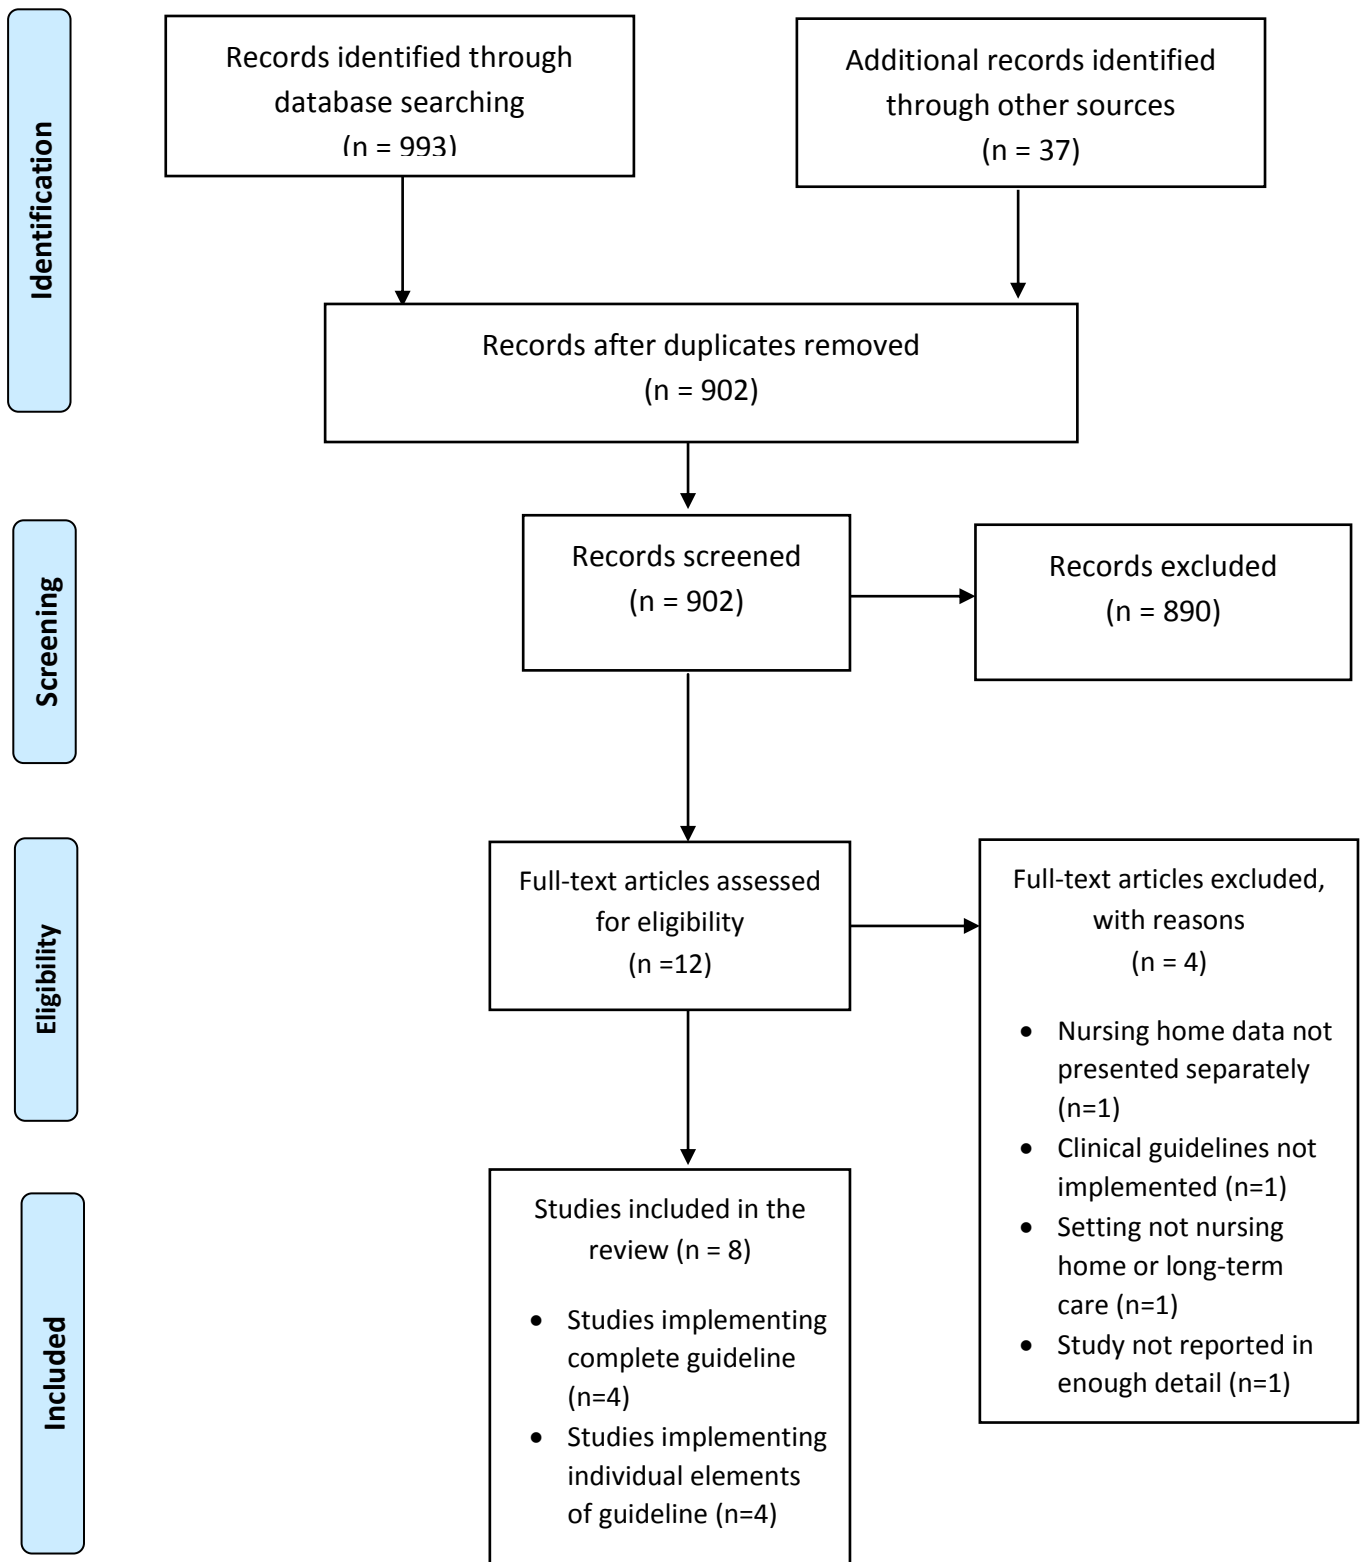 Identification
Records identified through
database searching
(n = 993)
Additional records identified
through other sources
(n = 37)
Records after duplicates removed
(n = 902)
Screening
Records screened
(n = 902)
Records excluded
(n = 890)
Eligibility
Full-text articles assessed
for eligibility
(n =12)
Full-text articles excluded,
with reasons
(n = 4)
• Nursing home data not
presented separately
(n=1)
• Clinical guidelines not
implemented (n=1)
• Setting not nursing
home or long-term
care (n=1)
• Study not reported in
enough detail (n=1)
Included
Studies included in the
review (n = 8)
• Studies implementing
complete guideline
(n=4)
• Studies implementing
individual elements
of guideline (n=4)